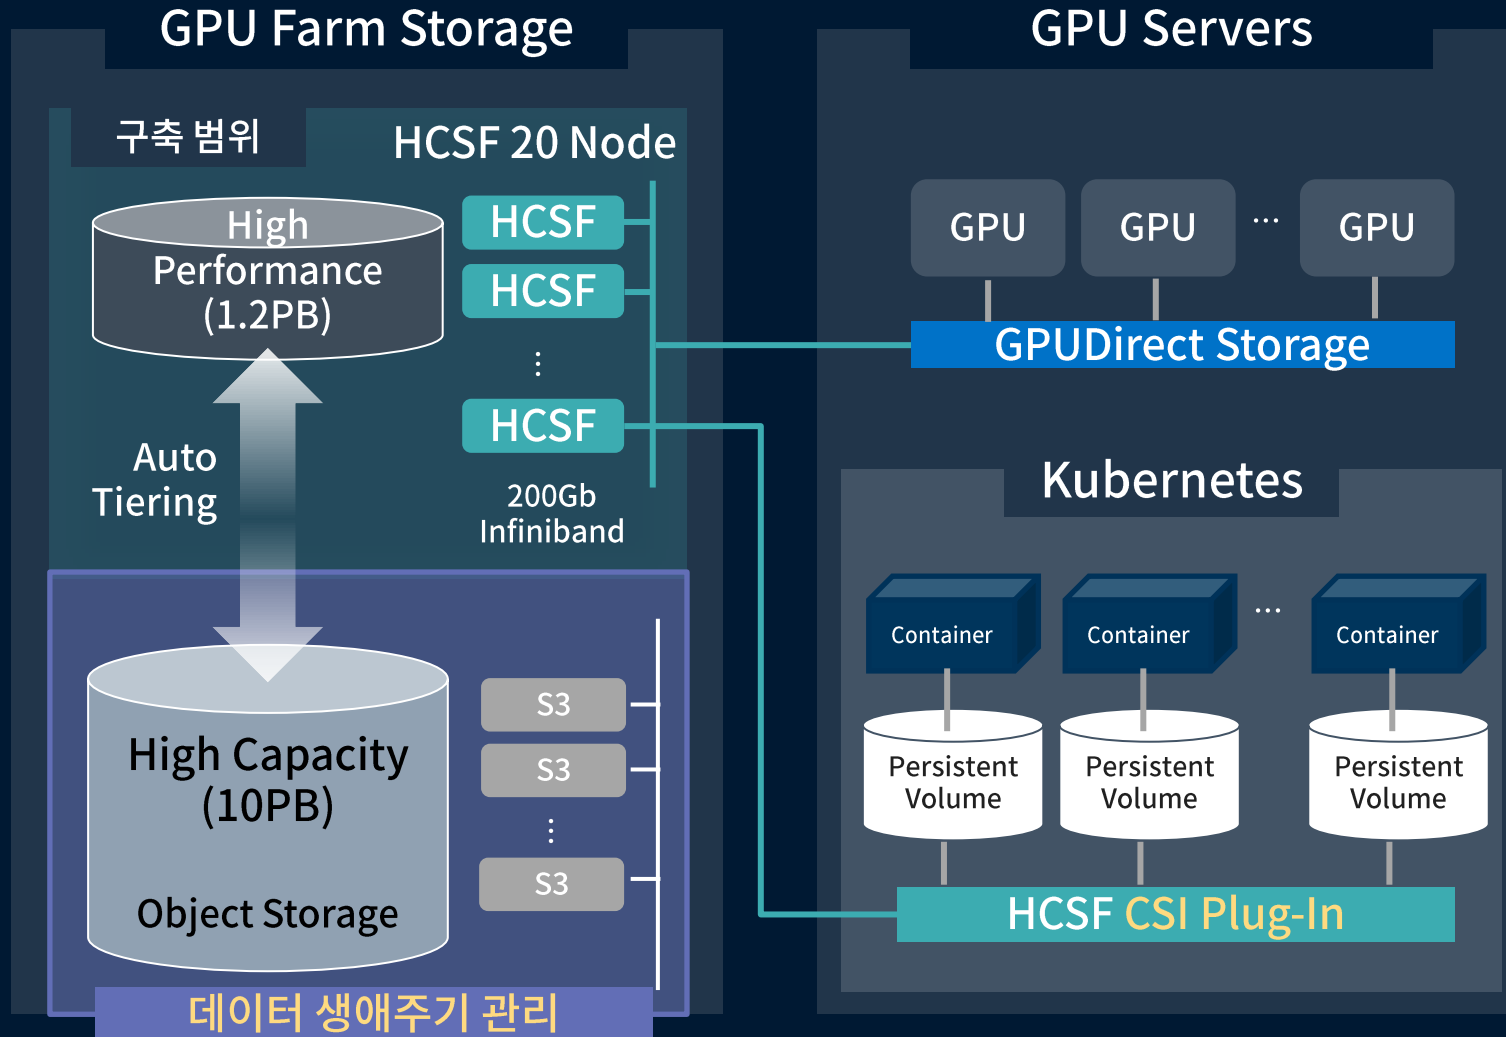 GPU Farm Storage
구축 범위
HCSF 20 Node
High
Performance
(1.2PB)
HCSF
HCSF
⋮
HCSF
Auto
Tiering
200Gb
Infiniband
High Capacity
(10PB)
Object Storage
S3
S3
⋮
S3
데이터 생애주기 관리
GPU Servers
GPU
GPU
...
GPU
GPUDirect Storage
Kubernetes
Container
Container
...
Container
Persistent
Volume
Persistent
Volume
Persistent
Volume
HCSF CSI Plug-In